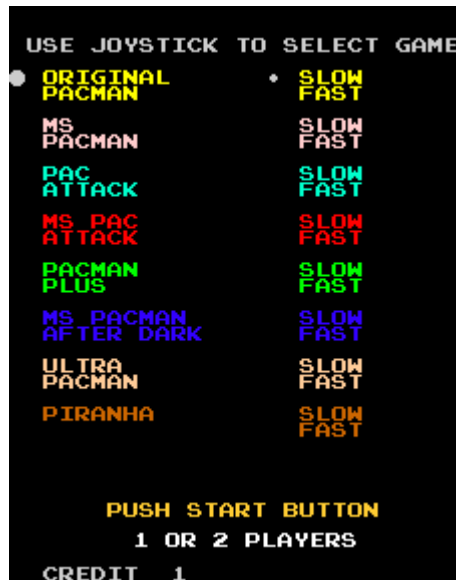 USE JOYSTICK TO SELECT GAME
ORIGINAL SLOW
PACMAN FAST
MS SLOW
PACMAN FAST
PAC SLOW
ATTACK FAST
MS PAC SLOW
ATTACK FAST
PACMAN SLOW
PLUS FAST
MS PACMAN SLOW
AFTER DARK FAST
ULTRA SLOW
PACMAN FAST
PIRANHA SLOW
FAST
PUSH START BUTTON
1 OR 2 PLAYERS
CREDIT 1